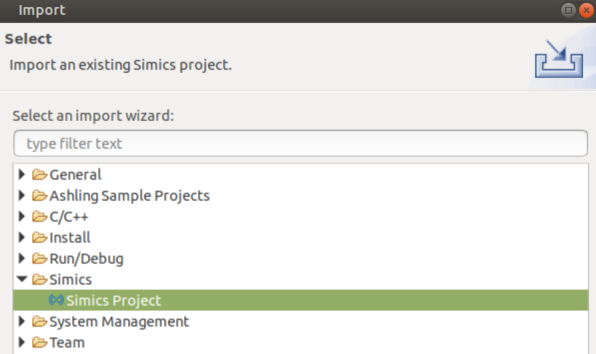 Import
Select
Import an existing Simics project.
Select an import wizard:
type filter text
General
Ashling Sample Projects
C/C++
Install
Run/Debug
Simics
Simics Project
System Management
Team